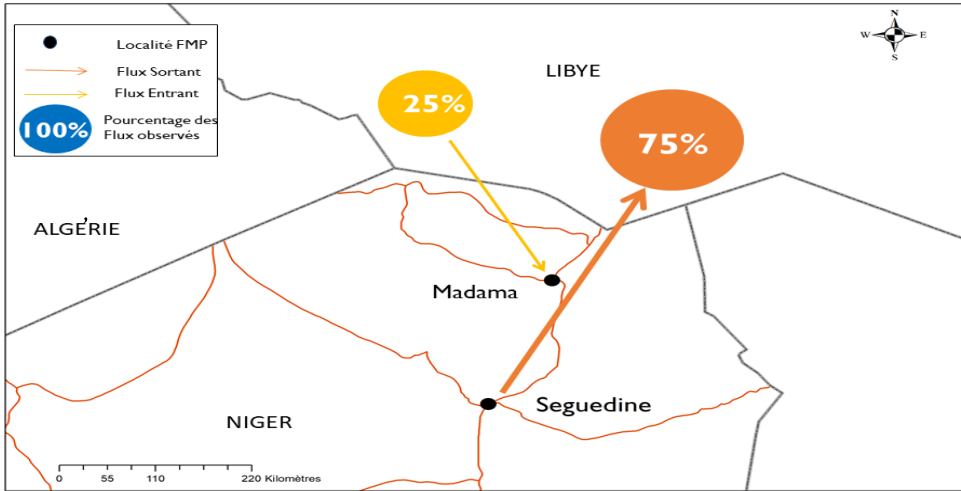 Localité FMP
Flux Sortant
Flux Entrant
100%
Pourcentage des
Flux observés
N
W
E
S
LIBYE
25%
75%
ALGÉRIE
Madama
Seguedine
NIGER
0 55 110 220 Kilomètres